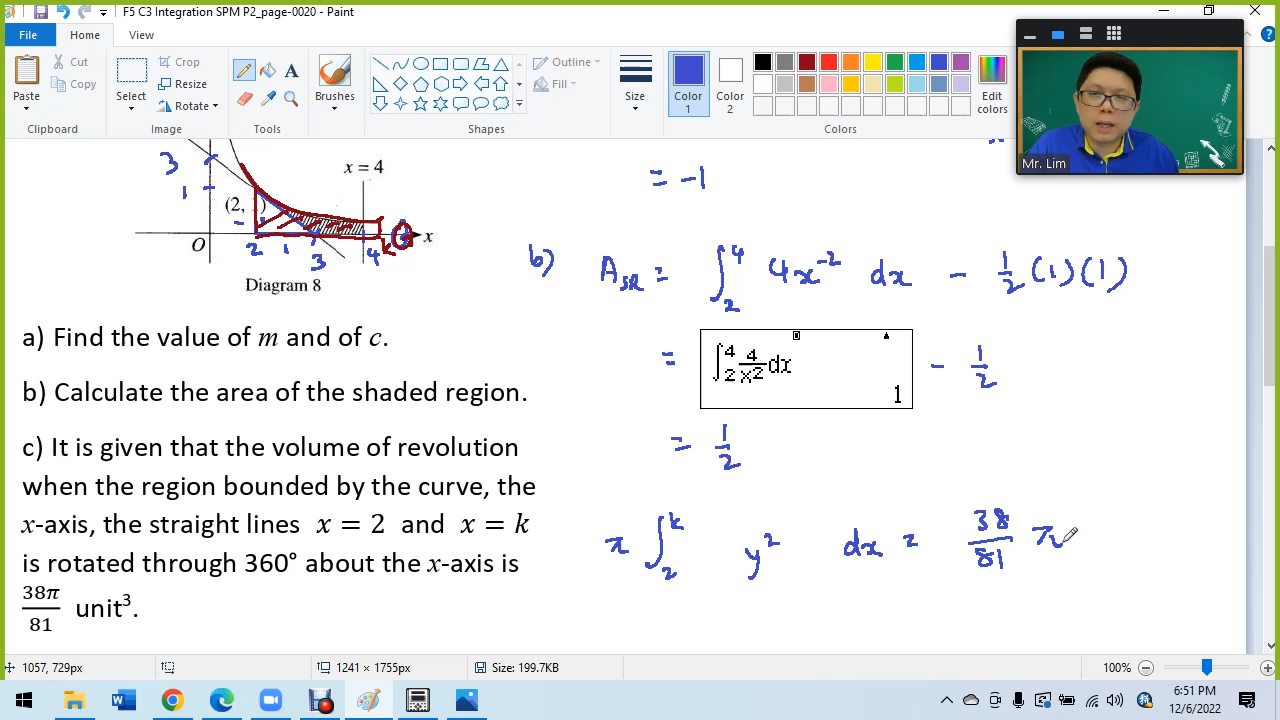 F5 C3 Integration SPM P2_page-0020 - Paint
File Home View
Paste Cut Copy
Clipboard
Select Crop Resize Rotate
Image
A
Tools
Brushes
Shapes
Outline Fill
Size
Color 1 Color 2
Edit colors
Colors
Mr. Lim
3
1
x = 4
(2, 1)
O 2 1 3 4 x
Diagram 8
= -1
b) A_SR = ∫₂⁴ 4x⁻² dx - 1/2 (1)(1)
= ∫₂⁴ 4/x² dx 1 - 1/2
= 1/2
a) Find the value of m and of c.
b) Calculate the area of the shaded region.
c) It is given that the volume of revolution
when the region bounded by the curve, the
x-axis, the straight lines x = 2 and x = k
is rotated through 360° about the x-axis is
38π/81 unit³.
π ∫₂ᵏ y² dx = 38/81 π
1057, 729px 1241 × 1755px Size: 199.7KB 100%
6:51 PM
12/6/2022